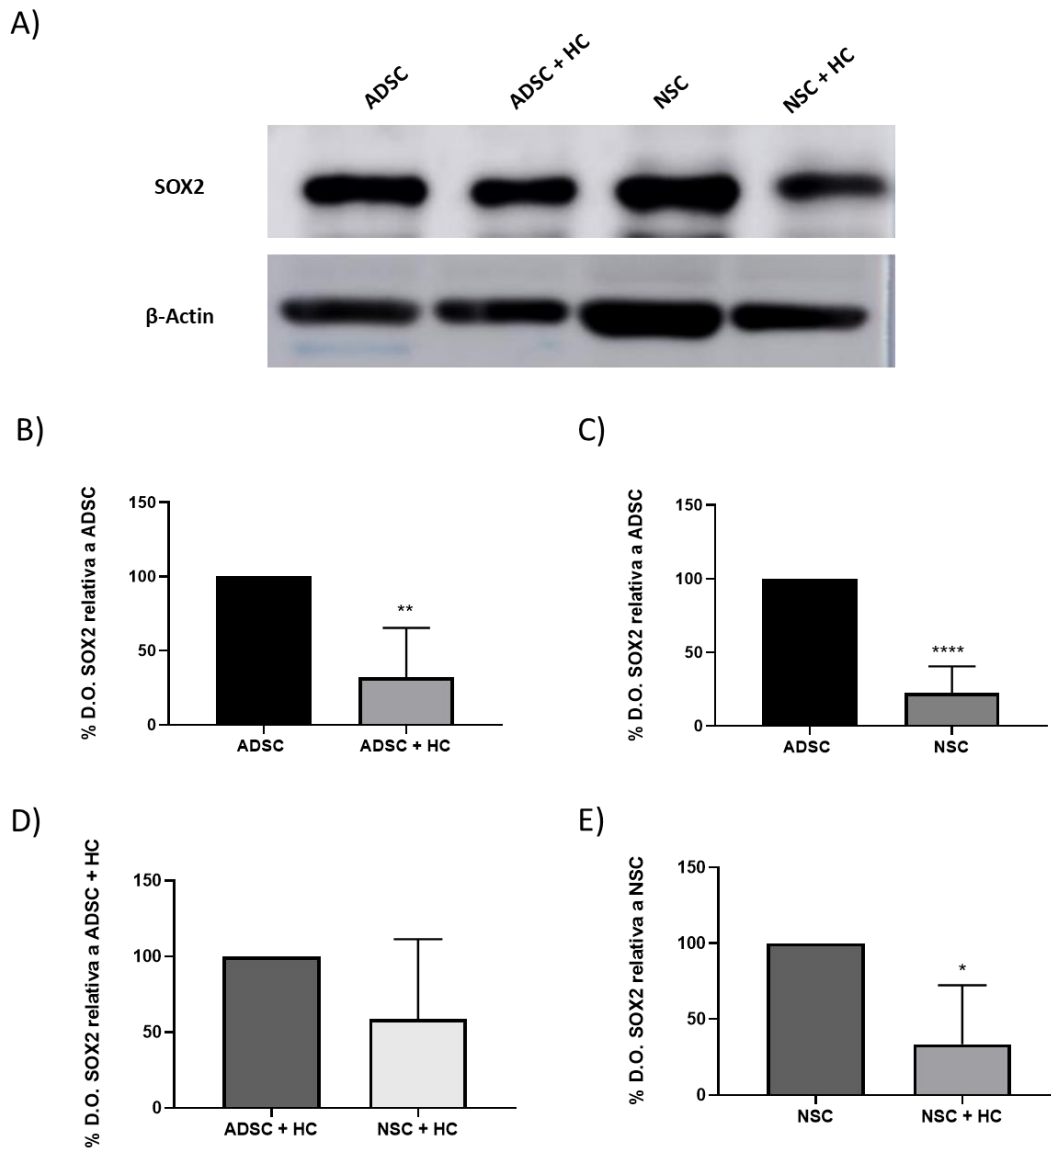 A)
ADSC
ADSC + HC
NSC
NSC + HC
SOX2
β-Actin
B)
% D.O. SOX2 relativa a ADSC
150
100
50
0
**
ADSC
ADSC + HC
C)
% D.O. SOX2 relativa a ADSC
150
100
50
0
****
ADSC
NSC
D)
% D.O. SOX2 relativa a ADSC + HC
150
100
50
0
ADSC + HC
NSC + HC
E)
% D.O. SOX2 relativa a NSC
150
100
50
0
*
NSC
NSC + HC